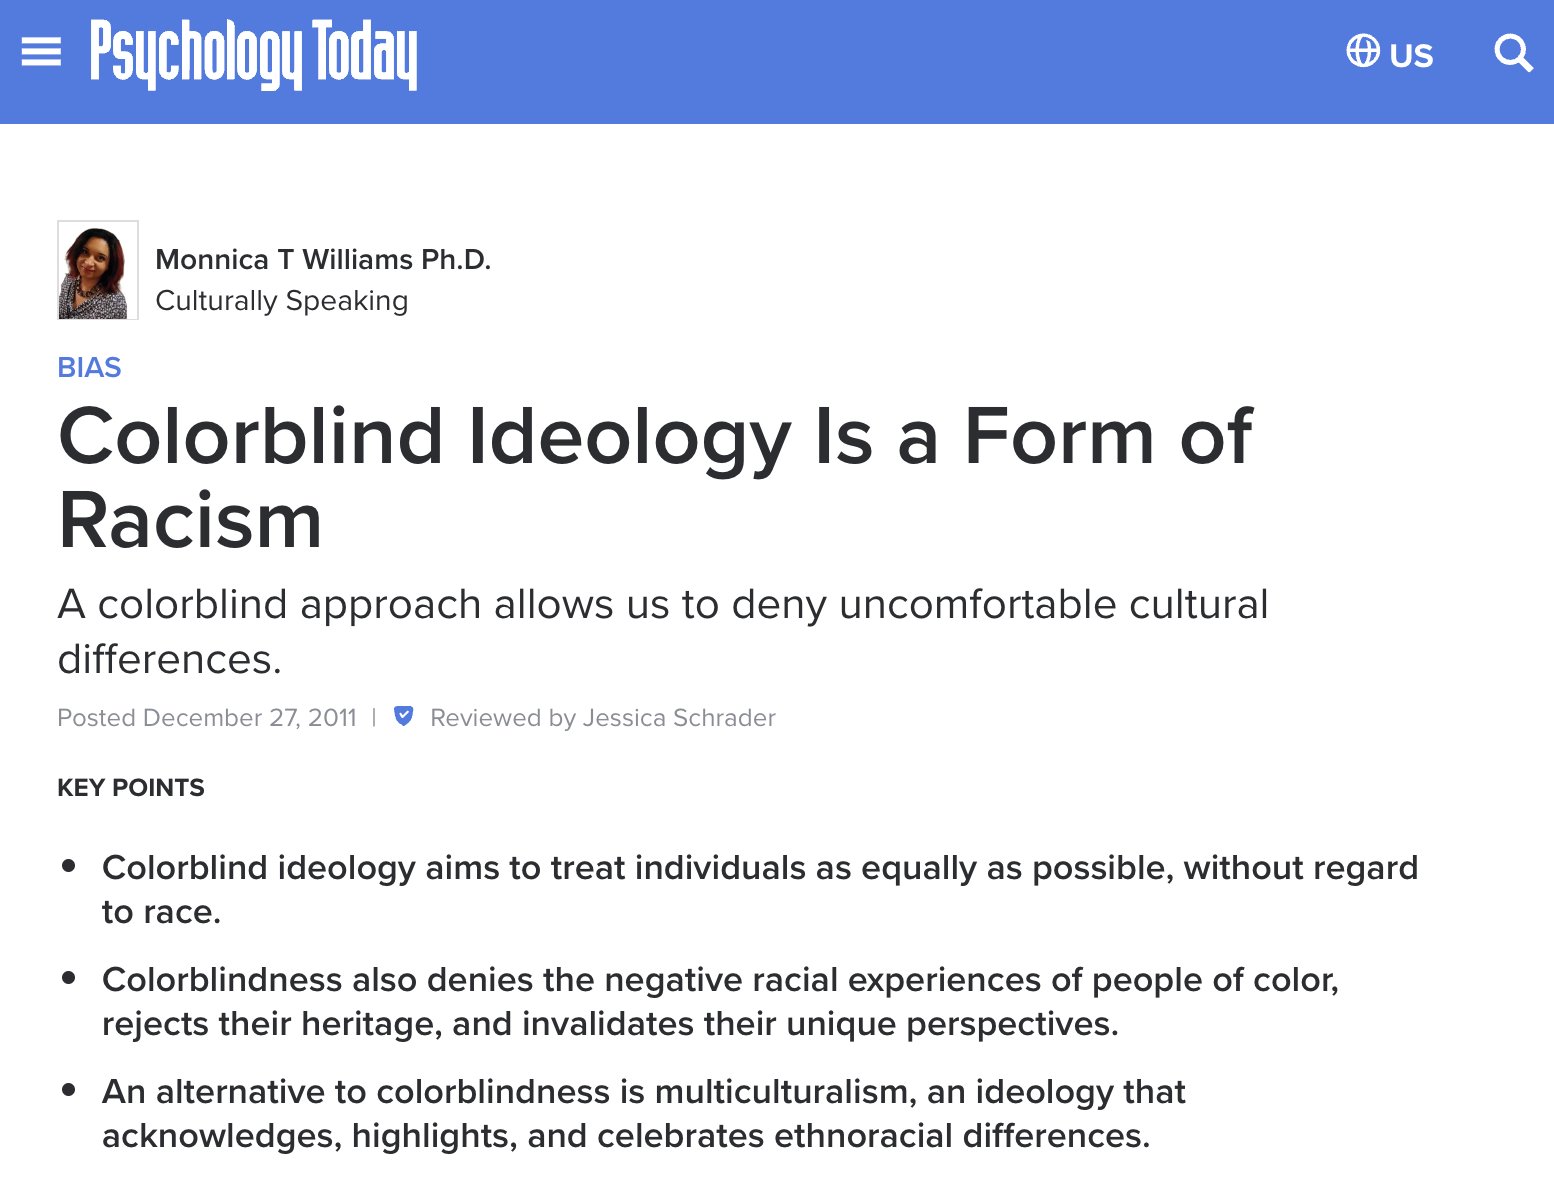 Psychology Today
US
Monnica T Williams Ph.D.
Culturally Speaking
BIAS
Colorblind Ideology Is a Form of
Racism
A colorblind approach allows us to deny uncomfortable cultural
differences.
Posted December 27, 2011 | Reviewed by Jessica Schrader
KEY POINTS
• Colorblind ideology aims to treat individuals as equally as possible, without regard
to race.
• Colorblindness also denies the negative racial experiences of people of color,
rejects their heritage, and invalidates their unique perspectives.
• An alternative to colorblindness is multiculturalism, an ideology that
acknowledges, highlights, and celebrates ethnoracial differences.